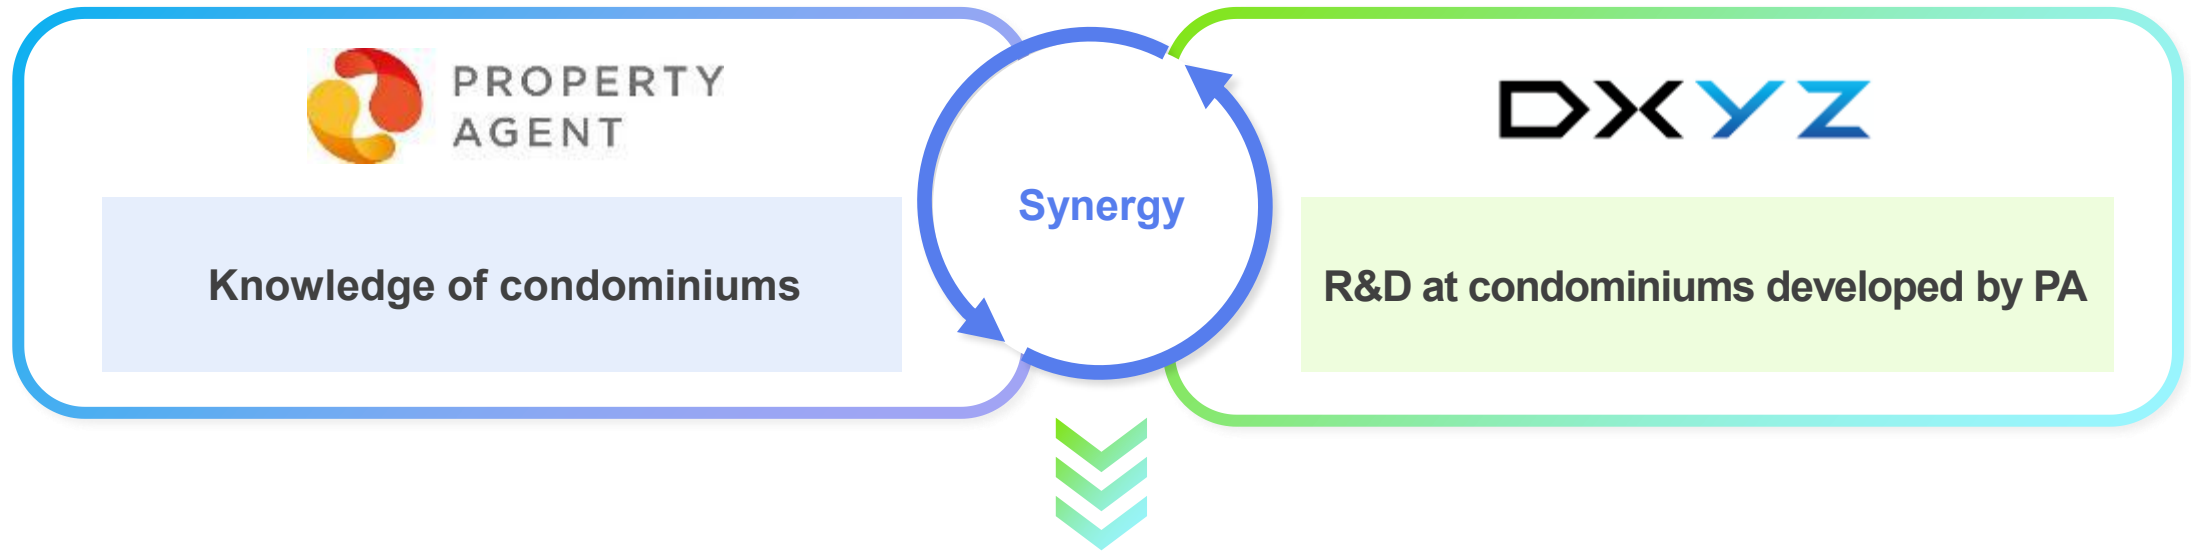 PROPERTY
AGENT
Knowledge of condominiums
Synergy
DXYZ
R&D at condominiums developed by PA